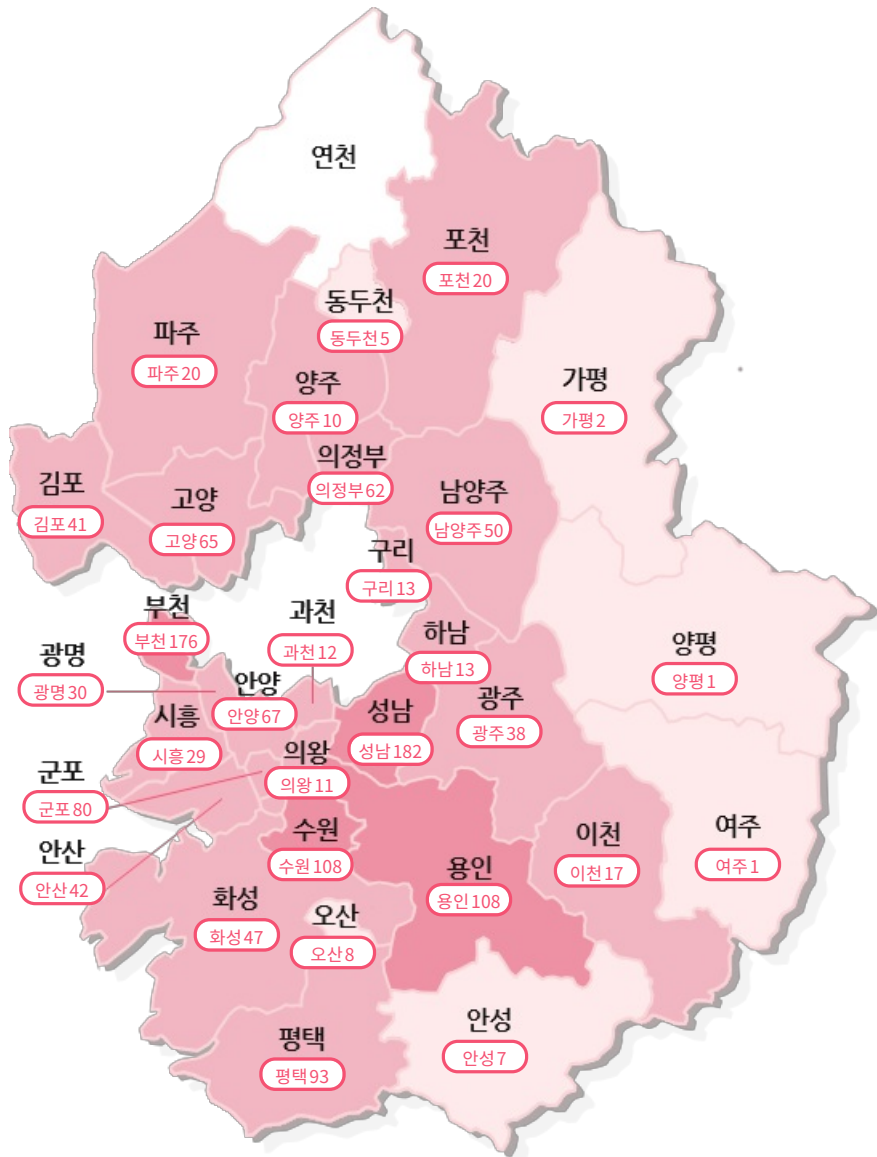 연천
포천
포천20
동두천
동두천5
파주
파주20
양주
양주10
가평
가평2
의정부
의정부62
김포
김포41
고양
고양65
남양주
남양주50
구리
구리13
부천
부천176
과천
과천12
하남
하남13
양평
양평1
광명
광명30
안양
안양67
시흥
시흥29
성남
성남182
광주
광주38
의왕
의왕11
군포
군포80
수원
수원108
이천
이천17
여주
여주1
안산
안산42
용인
용인108
화성
화성47
오산
오산8
안성
안성7
평택
평택93